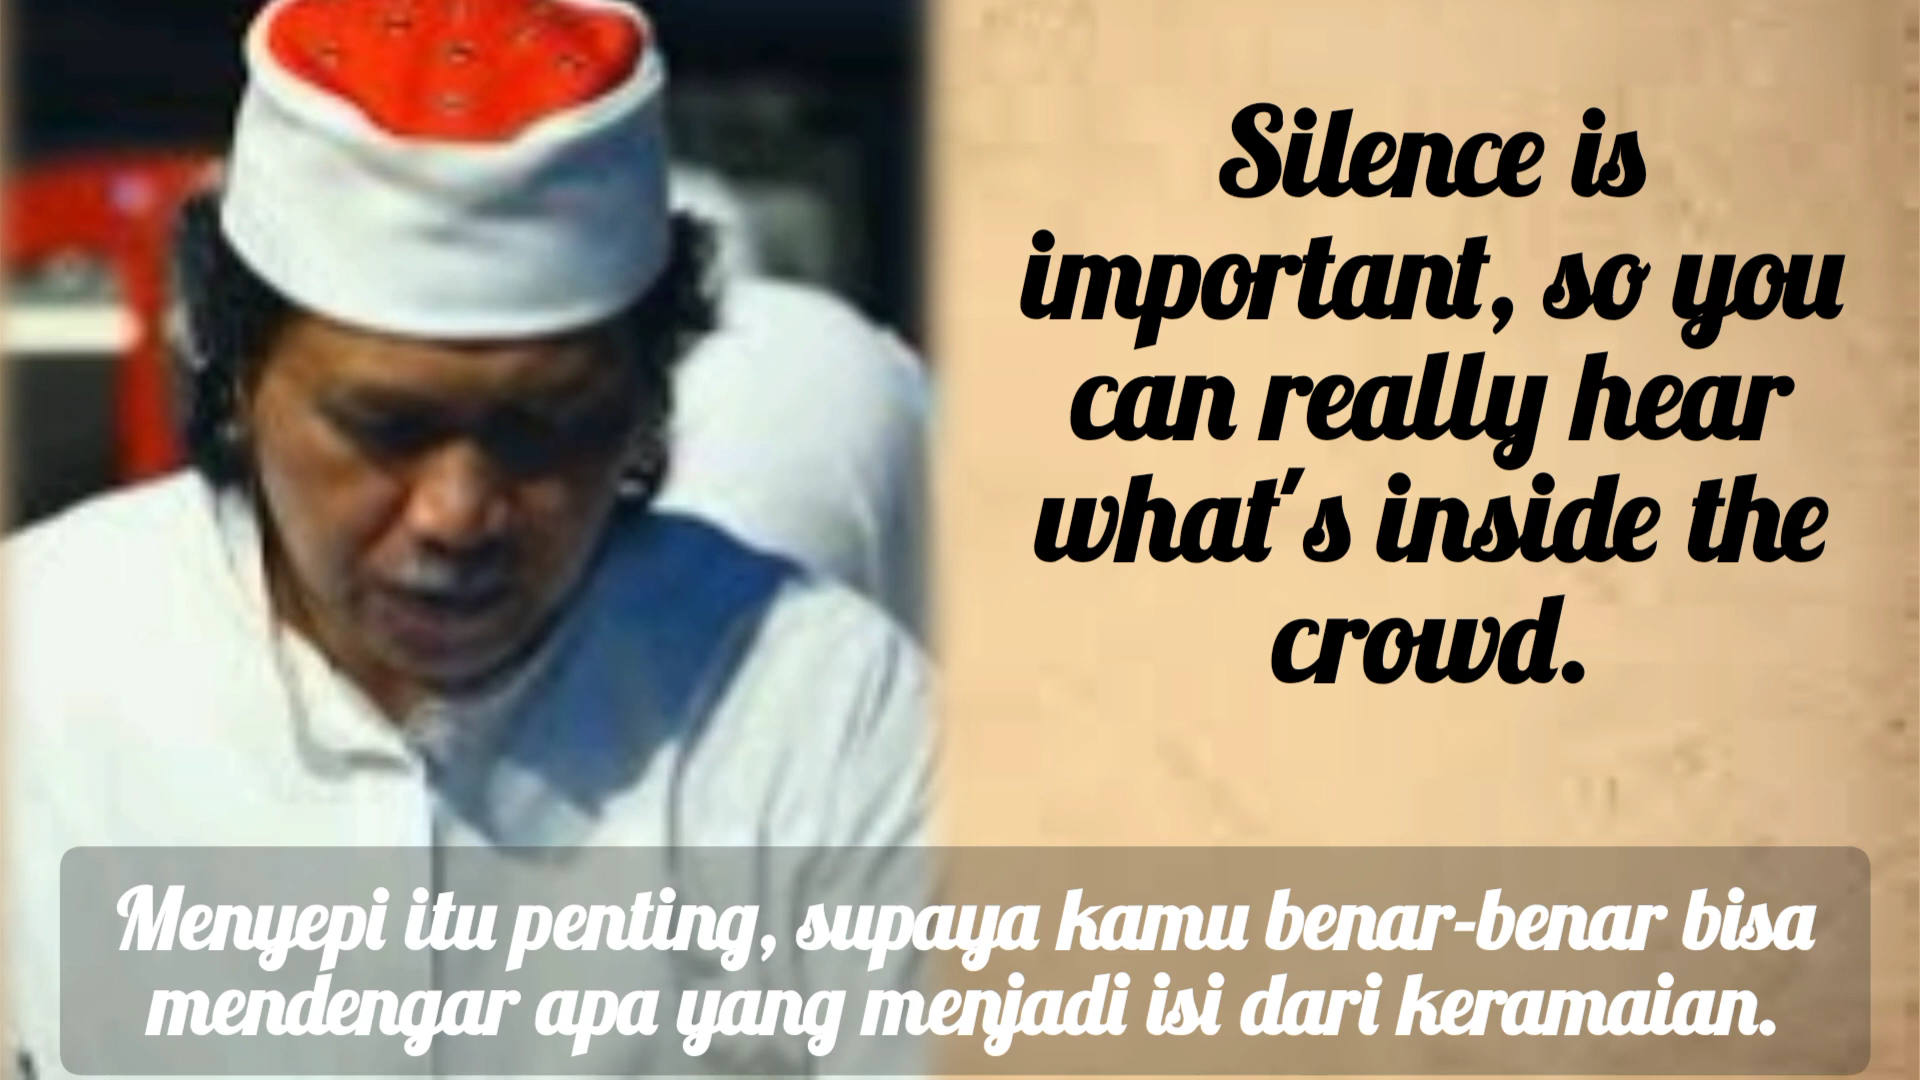 Silence is
important, so you
can really hear
what's inside the
crowd.
Menyepi itu penting, supaya kamu benar-benar bisa
mendengar apa yang menjadi isi dari keramaian.